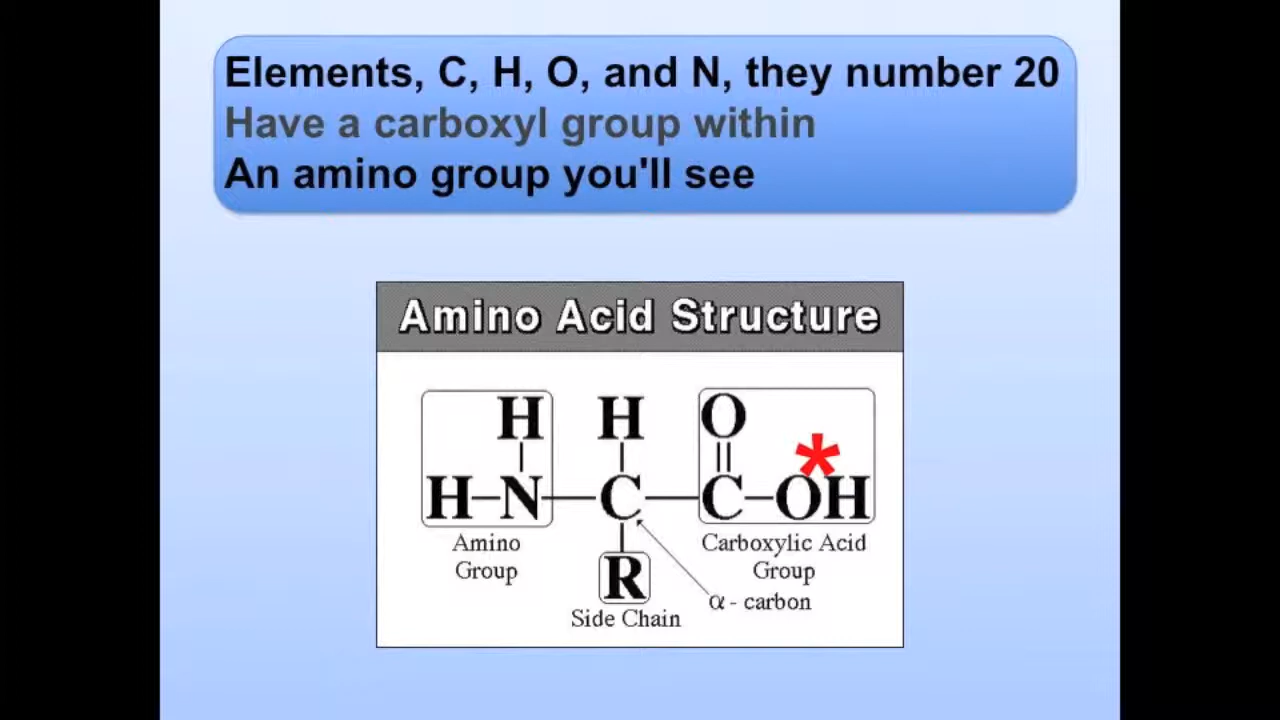 Elements, C, H, O, and N, they number 20
Have a carboxyl group within
An amino group you'll see
Amino Acid Structure
H H O
*
H–N–C–C–OH
Amino Group
Carboxylic Acid Group
R
α - carbon
Side Chain